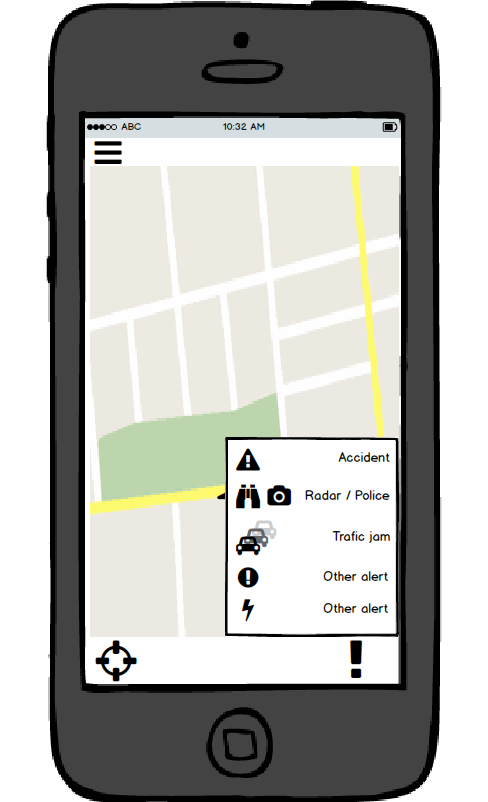 ABC 10:32 AM
Accident
Radar / Police
Trafic jam
Other alert
Other alert